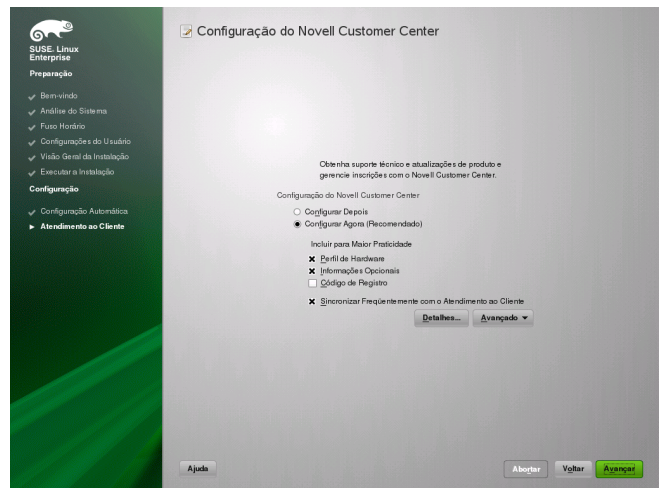 SUSE. Linux
Enterprise
Preparação
Bem-vindo
Análise do Sistema
Fuso Horário
Configurações do Usuário
Visão Geral da Instalação
Executar a Instalação
Configuração
Configuração Automática
Atendimento ao Cliente
Configuração do Novell Customer Center
Obtenha suporte técnico e atualizações de produto e
gerencie inscrições com o Novell Customer Center.
Configuração do Novell Customer Center
Configurar Depois
Configurar Agora (Recomendado)
Incluir para Maior Praticidade
Perfil de Hardware
Informações Opcionais
Código de Registro
Sincronizar Freqüentemente com o Atendimento ao Cliente
Detalhes... Avançado
Ajuda Abortar Voltar Avançar